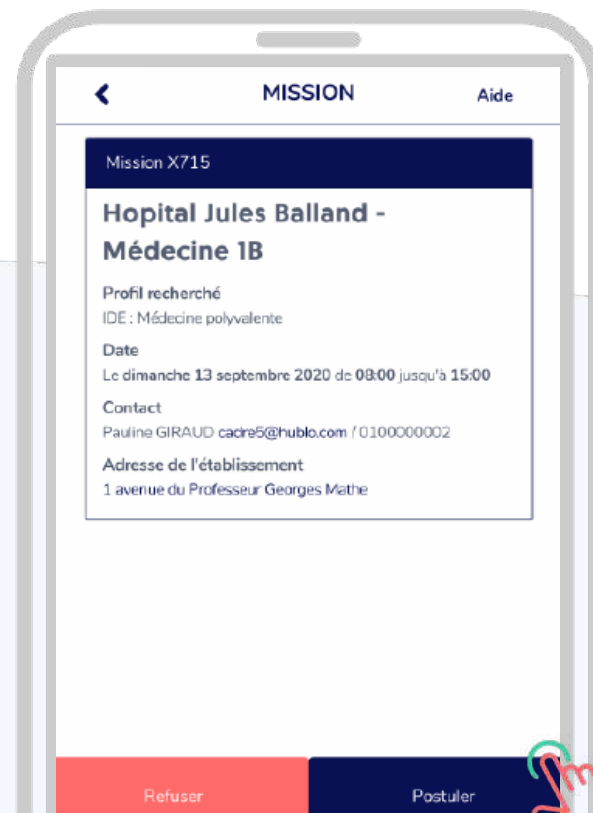 MISSION
Aide
Mission X715
Hopital Jules Balland -
Médecine 1B
Profil recherché
IDE : Médecine polyvalente
Date
Le dimanche 13 septembre 2020 de 08:00 jusqu'à 15:00
Contact
Pauline GIRAUD cadre5@hublo.com / 0100000002
Adresse de l'établissement
1 avenue du Professeur Georges Mathe
Refuser
Postuler